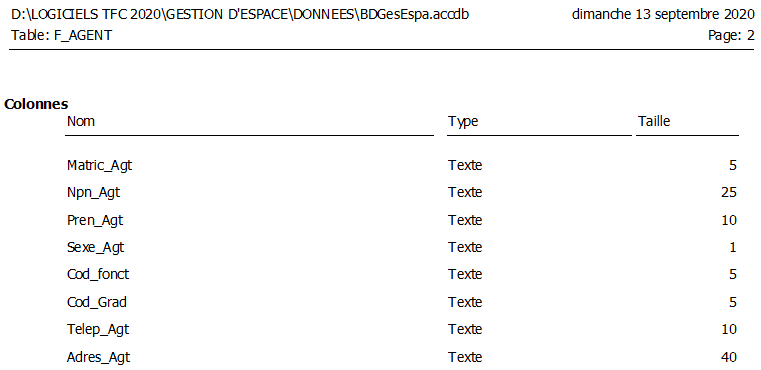 D:\LOGICIELS TFC 2020\GESTION D'ESPACE\DONNEES\BDGesEspa.accdb dimanche 13 septembre 2020
Table: F_AGENT Page: 2
Colonnes
Nom Type Taille
Matric_Agt Texte 5
Npn_Agt Texte 25
Pren_Agt Texte 10
Sexe_Agt Texte 1
Cod_fonct Texte 5
Cod_Grad Texte 5
Telep_Agt Texte 10
Adres_Agt Texte 40